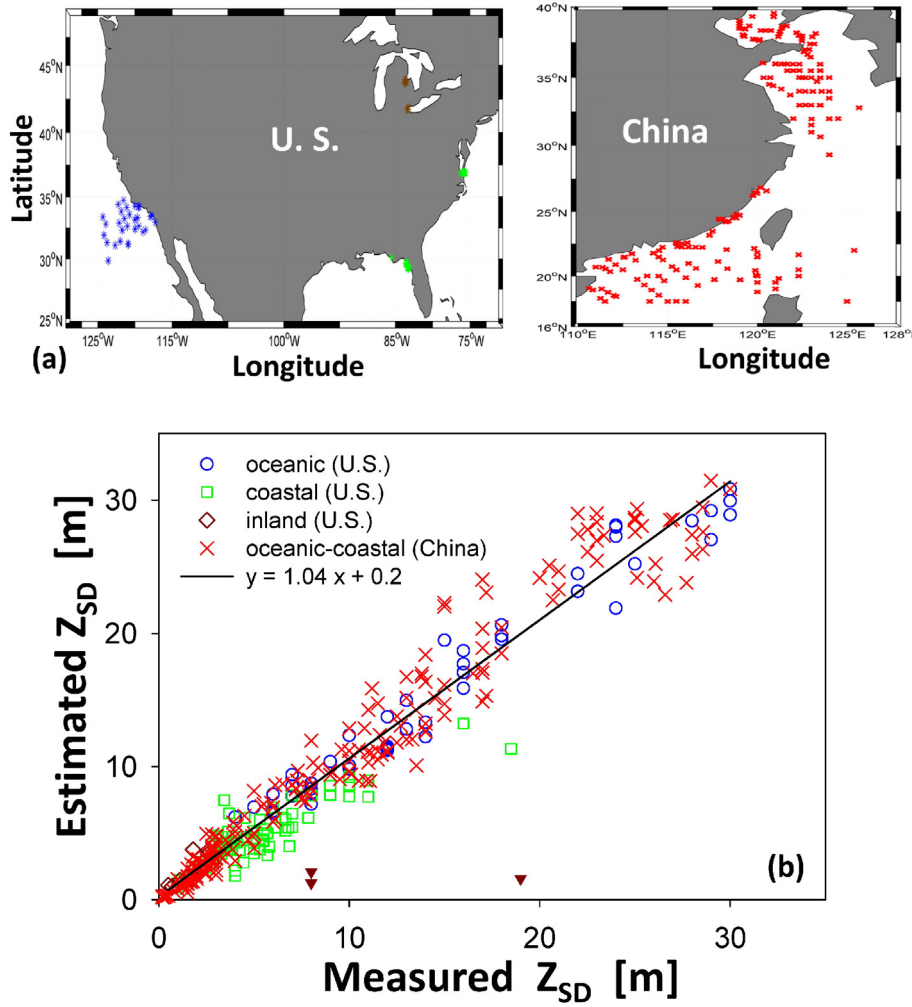 45°N
40°N
35°N
30°N
25°N
Latitude
U. S.
125°W
115°W
100°W
85°W
75°W
(a)
Longitude
40°N
35°N
30°N
25°N
20°N
16°N
China
110°E
115°E
120°E
125°E
128°E
Longitude
oceanic (U.S.)
coastal (U.S.)
inland (U.S.)
oceanic-coastal (China)
y = 1.04 x + 0.2
30
20
10
0
Estimated Z_SD [m]
(b)
0 10 20 30
Measured Z_SD [m]